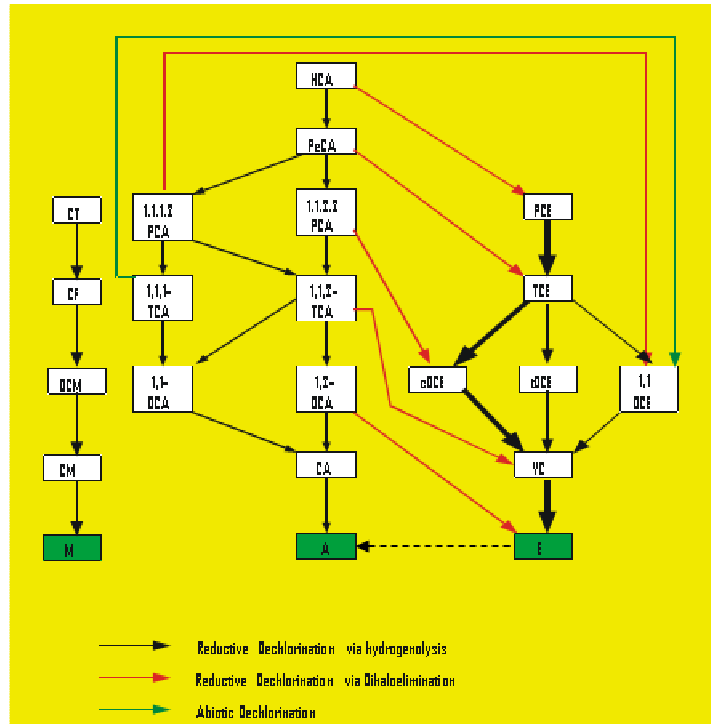 HCA
PeCA
CT
1.1.1.2
PCA
1.1.2.2
PCA
PCE
CF
1,1,1-
TCA
1,1,2-
TCA
TCE
DCM
1,1-
DCA
1,2-
DCA
cDCE
tDCE
1,1
DCE
CM
CA
VC
M
A
E
Reductive Dechlorination via hydrogenolysis
Reductive Dechlorination via Dihaloelimination
Abiotic Dechlorination